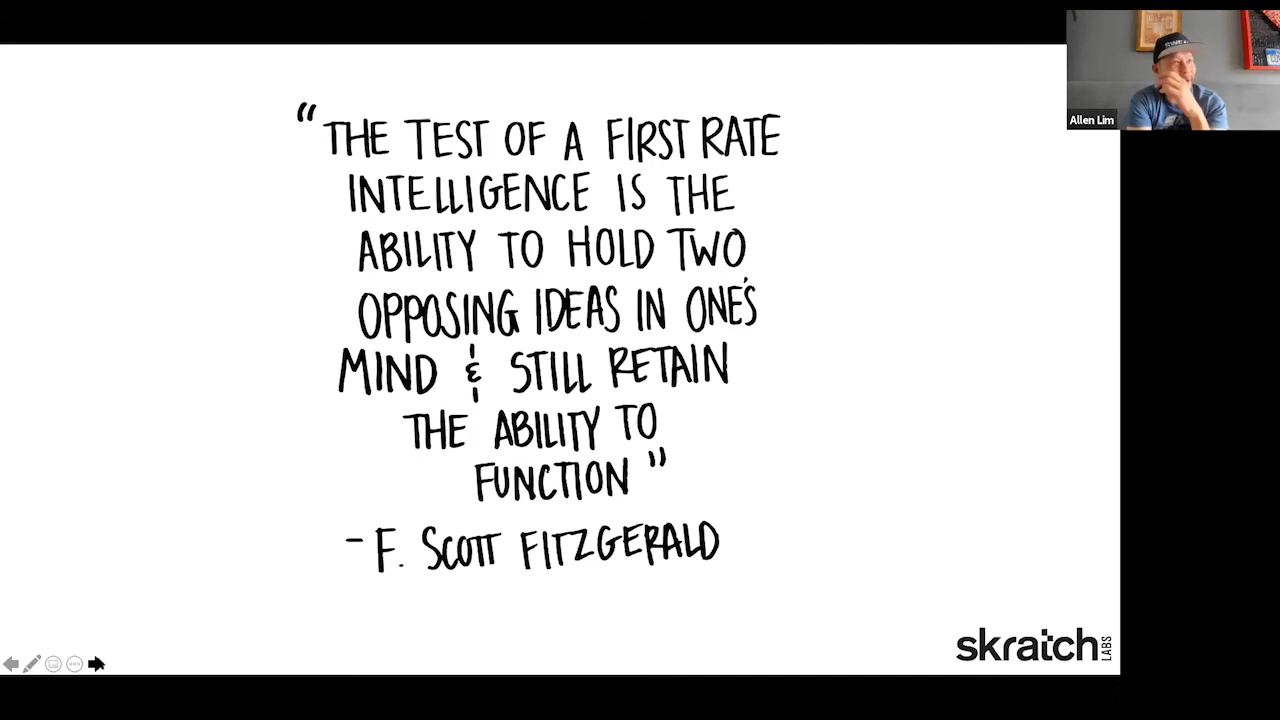 “THE TEST OF A FIRST RATE
INTELLIGENCE IS THE
ABILITY TO HOLD TWO
OPPOSING IDEAS IN ONE'S
MIND & STILL RETAIN
THE ABILITY TO
FUNCTION”
- F. SCOTT FITZGERALD
skratch LABS
Allen Lim